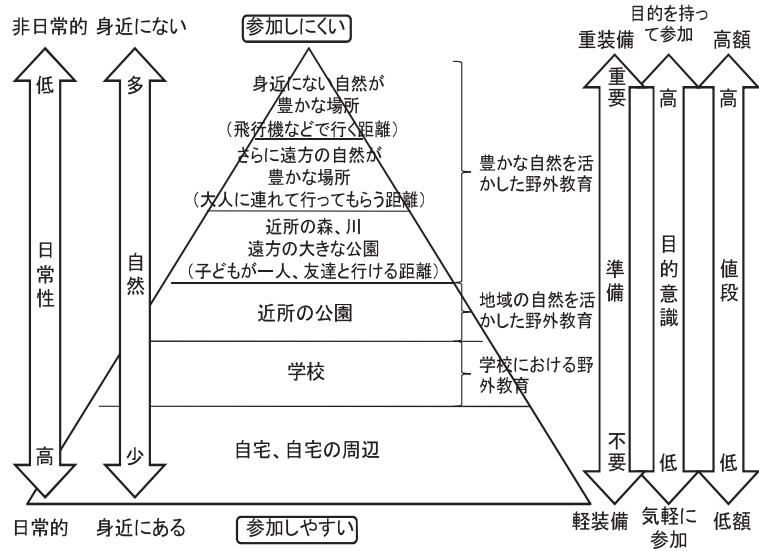 非日常的
身近にない
参加しにくい
目的を持っ
て参加
重装備
高額
低
多
重
要
高
高
身近にない自然が
豊かな場所
（飛行機などで行く距離）
さらに遠方の自然が
豊かな場所
（大人に連れて行ってもらう距離）
近所の森、川
遠方の大きな公園
（子どもが一人、友達と行ける距離）
近所の公園
学校
自宅、自宅の周辺
豊かな自然を活
かした野外教育
地域の自然を活
かした野外教育
学校における野
外教育
日常性
自然
準備
目的意識
値段
高
少
不
要
低
低
日常的
身近にある
参加しやすい
軽装備
気軽に
参加
低額